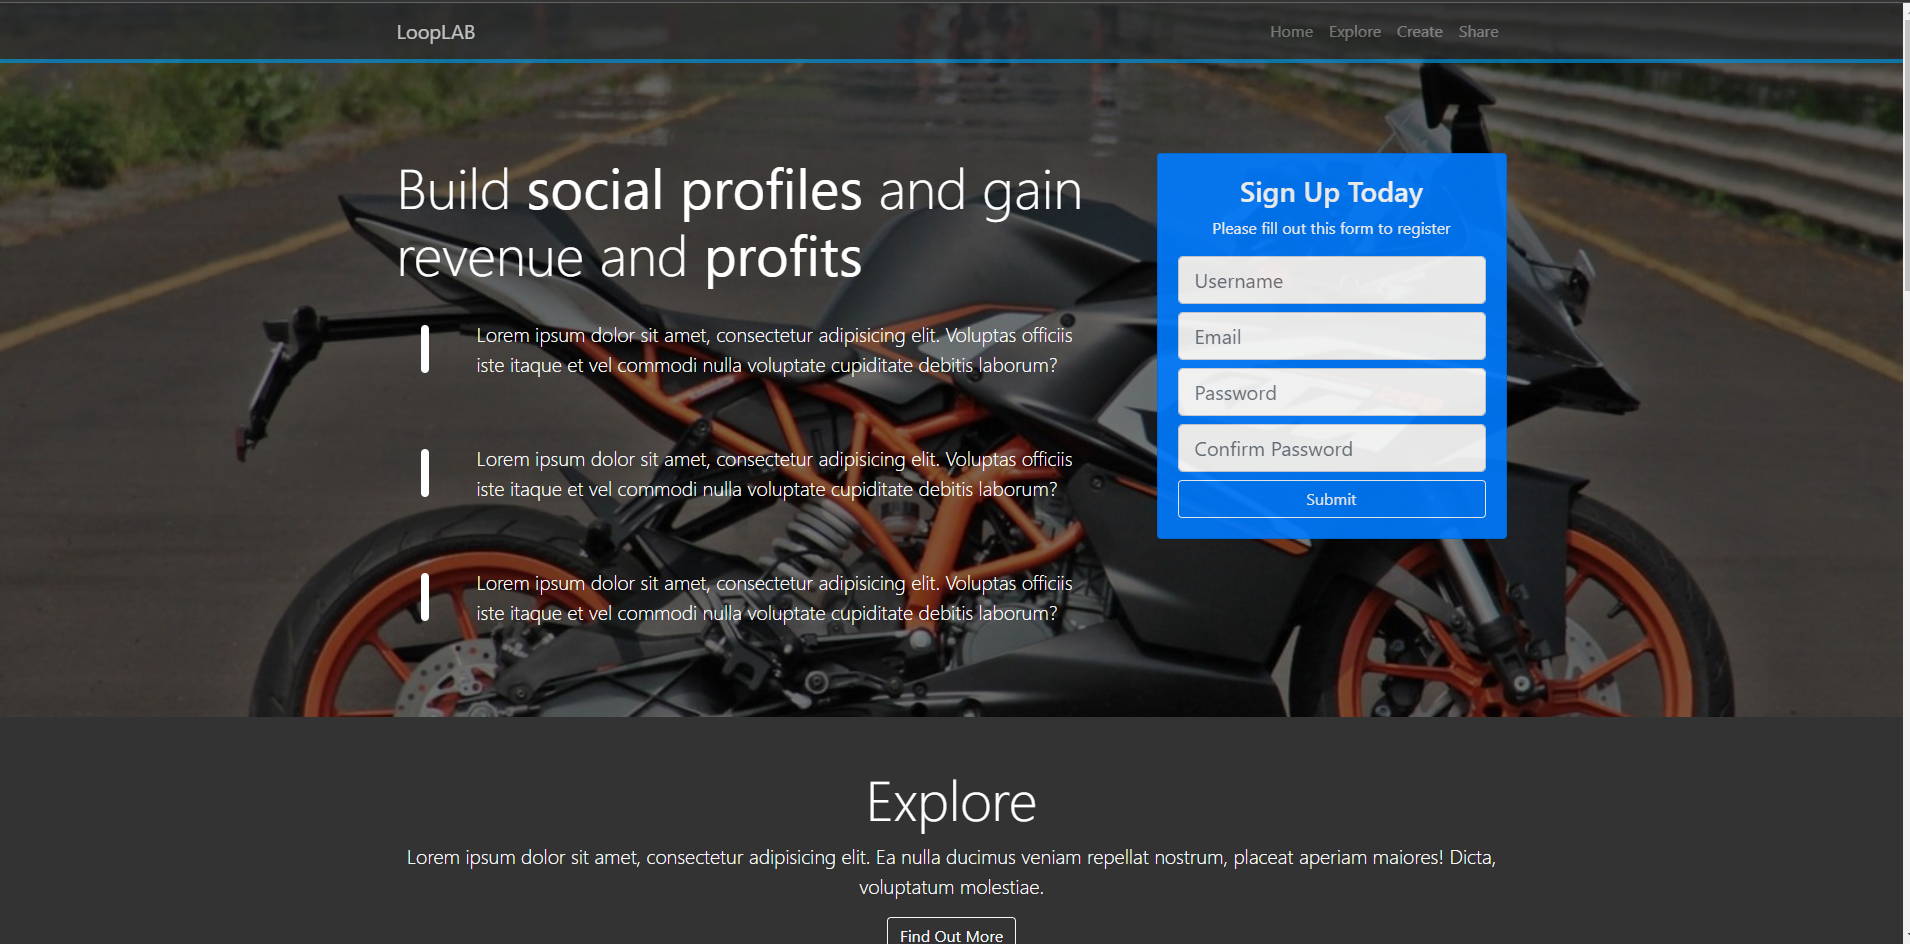 LoopLAB
Home Explore Create Share
Build social profiles and gain
revenue and profits
Lorem ipsum dolor sit amet, consectetur adipisicing elit. Voluptas officiis
iste itaque et vel commodi nulla voluptate cupiditate debitis laborum?
Lorem ipsum dolor sit amet, consectetur adipisicing elit. Voluptas officiis
iste itaque et vel commodi nulla voluptate cupiditate debitis laborum?
Lorem ipsum dolor sit amet, consectetur adipisicing elit. Voluptas officiis
iste itaque et vel commodi nulla voluptate cupiditate debitis laborum?
Sign Up Today
Please fill out this form to register
Username
Email
Password
Confirm Password
Submit
Explore
Lorem ipsum dolor sit amet, consectetur adipisicing elit. Ea nulla ducimus veniam repellat nostrum, placeat aperiam maiores! Dicta,
voluptatum molestiae.
Find Out More